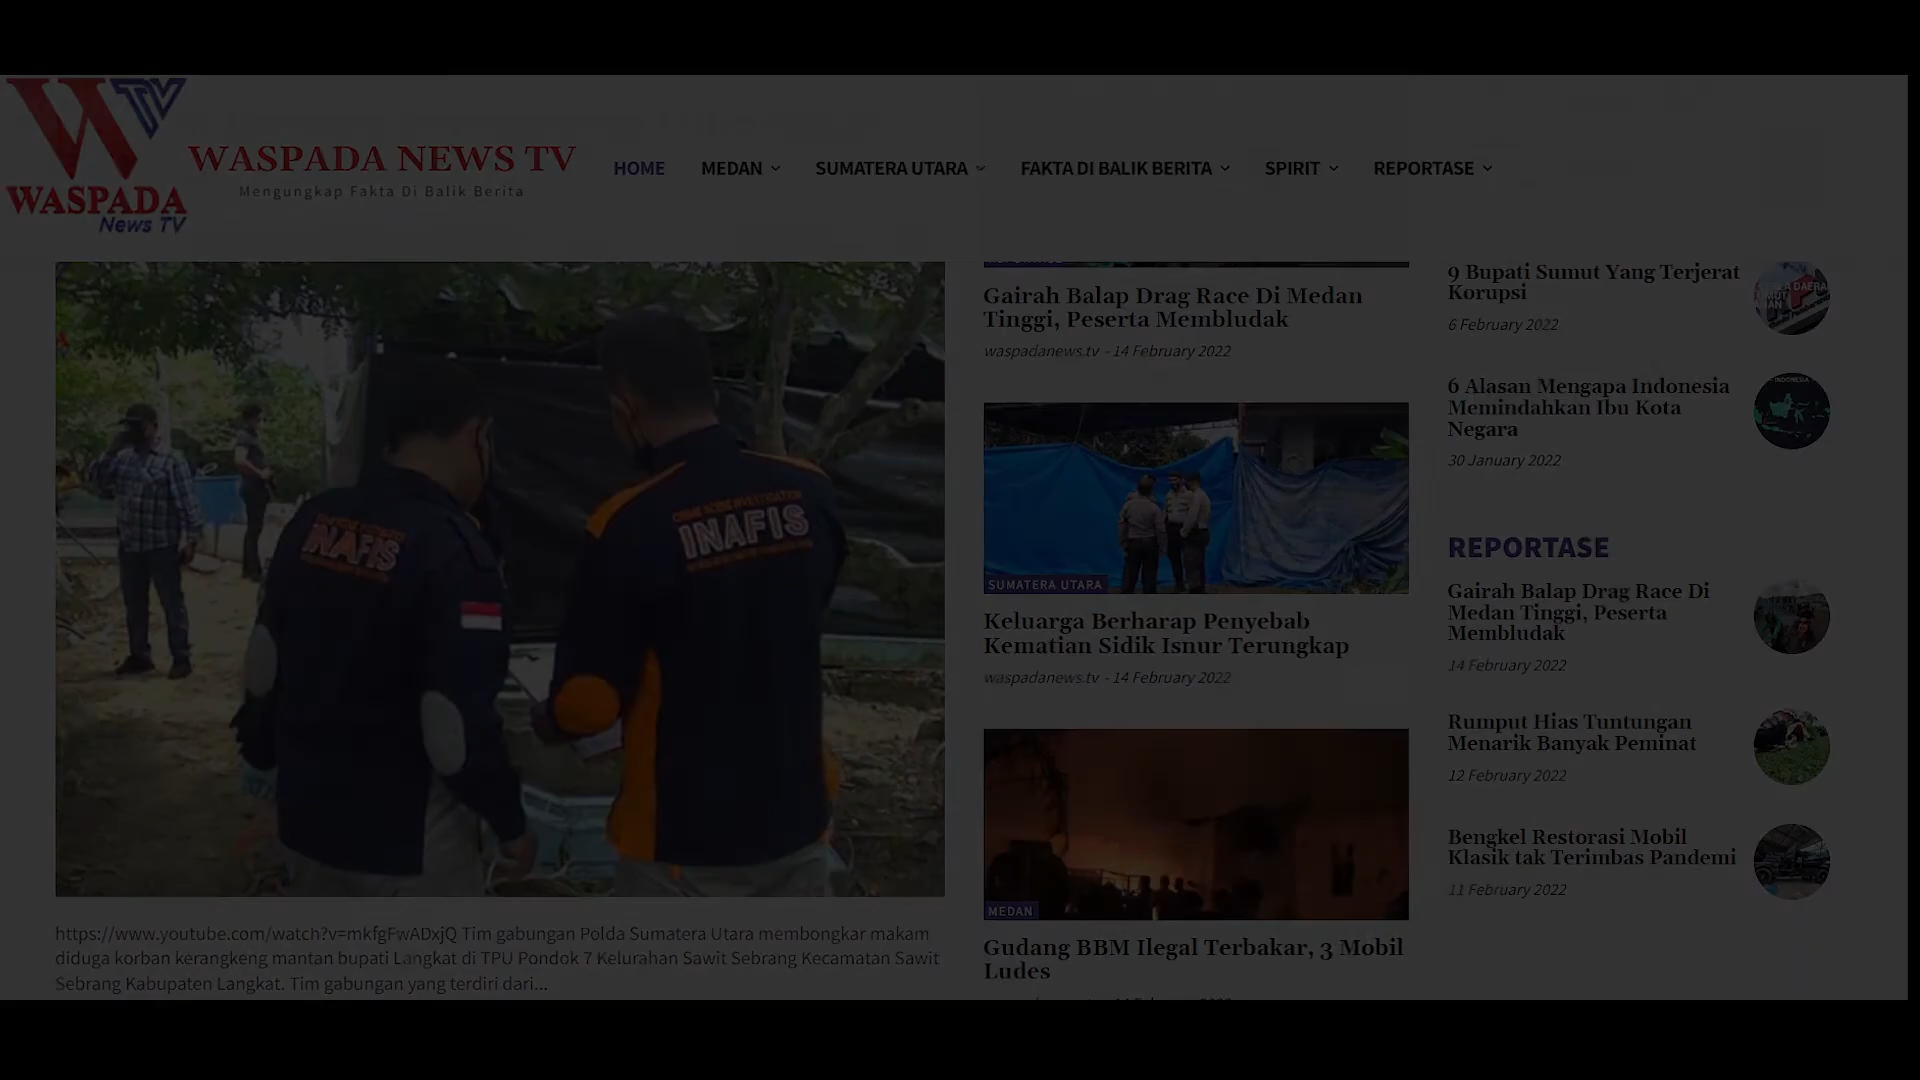 WTV
WASPADA
News TV
WASPADA NEWS TV
Mengungkap Fakta Di Balik Berita
HOME
MEDAN
SUMATERA UTARA
FAKTA DI BALIK BERITA
SPIRIT
REPORTASE
CRIME SCENE INVESTIGATION
INAFIS
INAFIS
https://www.youtube.com/watch?v=mkfgFwADxjQ Tim gabungan Polda Sumatera Utara membongkar makam
diduga korban kerangkeng mantan bupati Langkat di TPU Pondok 7 Kelurahan Sawit Sebrang Kecamatan Sawit
Sebrang Kabupaten Langkat. Tim gabungan yang terdiri dari...
Gairah Balap Drag Race Di Medan
Tinggi, Peserta Membludak
waspadanews.tv - 14 February 2022
SUMATERA UTARA
Keluarga Berharap Penyebab
Kematian Sidik Isnur Terungkap
waspadanews.tv - 14 February 2022
MEDAN
Gudang BBM Ilegal Terbakar, 3 Mobil
Ludes
9 Bupati Sumut Yang Terjerat
Korupsi
6 February 2022
6 Alasan Mengapa Indonesia
Memindahkan Ibu Kota
Negara
30 January 2022
INDONESIA
REPORTASE
Gairah Balap Drag Race Di
Medan Tinggi, Peserta
Membludak
14 February 2022
Rumput Hias Tuntungan
Menarik Banyak Peminat
12 February 2022
Bengkel Restorasi Mobil
Klasik tak Terimbas Pandemi
11 February 2022